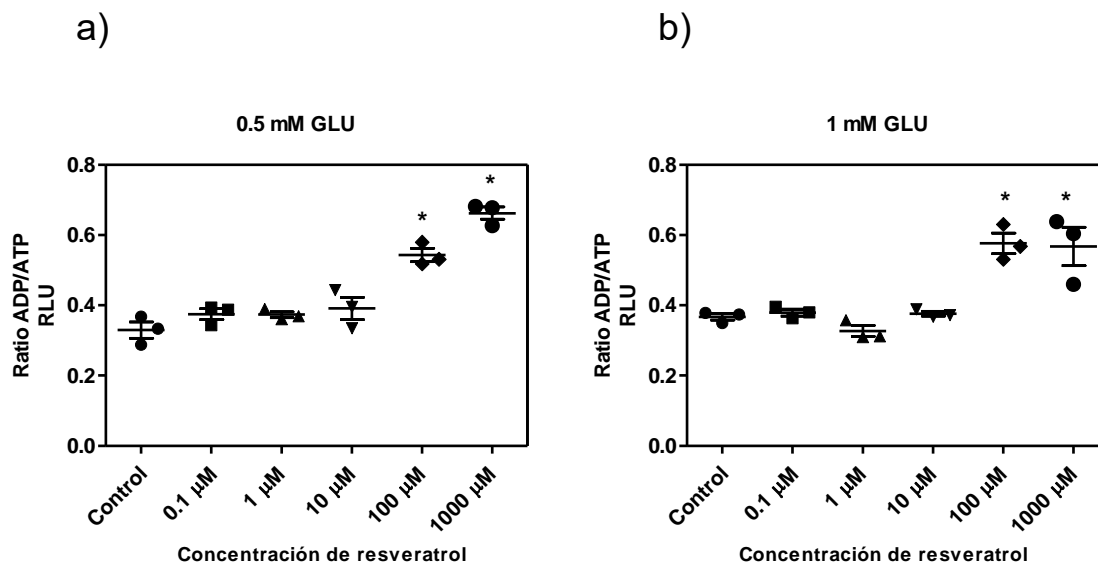 a)
0.5 mM GLU
*
*
0.8
0.6
0.4
0.2
0.0
Ratio ADP/ATP
RLU
Control
0.1 μM
1 μM
10 μM
100 μM
1000 μM
Concentración de resveratrol
b)
1 mM GLU
*
*
0.8
0.6
0.4
0.2
0.0
Ratio ADP/ATP
RLU
Control
0.1 μM
1 μM
10 μM
100 μM
1000 μM
Concentración de resveratrol